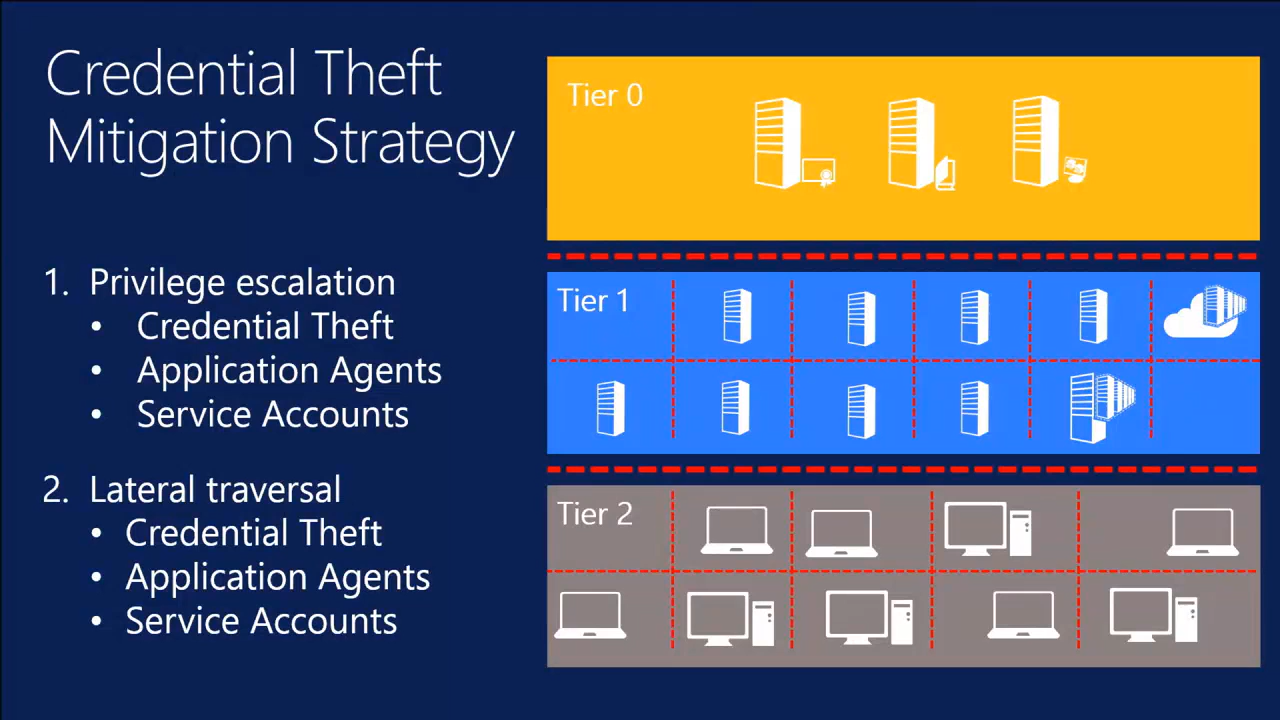 Credential Theft
Mitigation Strategy
1. Privilege escalation
• Credential Theft
• Application Agents
• Service Accounts
2. Lateral traversal
• Credential Theft
• Application Agents
• Service Accounts
Tier 0
Tier 1
Tier 2